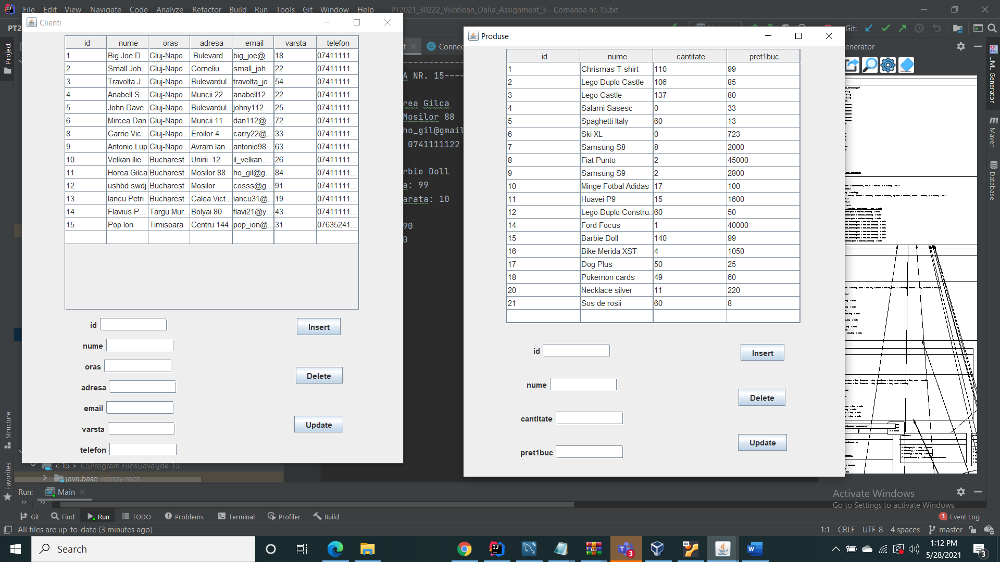 File Edit View Navigate Code Analyze Refactor Build Run Tools Git Window Help PT2021_30222_Vilcelean_Dalia_Assignment_3 - Comanda nr. 15.txt
Clienti
id nume oras adresa email varsta telefon
1 Big Joe D... Cluj-Napo... Bulevard... big_joe@... 18 07411111...
2 Small Joh... Cluj-Napo... Corneliu ... small_joh... 22 07411111...
3 Travolta J... Cluj-Napo... Bulevardul... travolta_jo... 54 07411111...
4 Anabell S... Cluj-Napo... Muncii 22 anabell12... 22 07411111...
5 John Dave Cluj-Napo... Bulevardul... johny112... 25 07411111...
6 Mircea Dan Cluj-Napo... Muncii 11 dan112@... 72 07411111...
8 Carrie Vic... Cluj-Napo... Eroilor 4 carry22@... 33 07411111...
9 Antonio Lup Cluj-Napo... Avram Ian... antonio98... 63 07411111...
10 Velkan Ilie Bucharest Unirii 12 il_velkan... 26 07411111...
11 Horea Gilca Bucharest Mosilor 88 ho_gil@g... 84 07411111...
12 ushbd swdj Bucharest Mosilor cosss@g... 91 07411111...
13 Iancu Petri Bucharest Calea Vict... iancu31@... 19 07411111...
14 Flavius P... Targu Mur... Bolyai 80 flavi21@y... 43 07411111...
15 Pop Ion Timisoara Centru 144 pop_ion@... 31 07635241...
id
nume
oras
adresa
email
varsta
telefon
Insert
Delete
Update
PT2
Project
Structure
Favorites
Connec
A NR. 15----
rea Gilca
Mosilor 88
ho_gil@gmail
0741111122
rbie Doll
a: 99
arata: 10
90
0
Produse
id nume cantitate pret1buc
1 Chrismas T-shirt 110 99
2 Lego Duplo Castle 106 85
3 Lego Castle 137 80
4 Salami Sasesc 0 33
5 Spaghetti Italy 60 13
6 Ski XL 0 723
7 Samsung S8 8 2000
8 Fiat Punto 2 45000
9 Samsung S9 2 2800
10 Minge Fotbal Adidas 17 100
11 Huavei P9 15 1600
12 Lego Duplo Constru... 60 50
14 Ford Focus 1 40000
15 Barbie Doll 140 99
16 Bike Merida XST 4 1050
17 Dog Plus 50 25
18 Pokemon cards 49 60
20 Necklace silver 11 220
21 Sos de rosii 60 8
id
nume
cantitate
pret1buc
Insert
Delete
Update
Git:
enerator
UML Generator
Maven
Database
< 15 > C:\Program Files\Java\jdk-15
java.base library root
Run: Main
Activate Windows
Go to Settings to activate Windows.
Git Find Run TODO Problems Terminal Profiler Build 3 Event Log
All files are up-to-date (3 minutes ago) 1:1 CRLF UTF-8 4 spaces master
Search
1:12 PM
5/28/2021
3
3
64